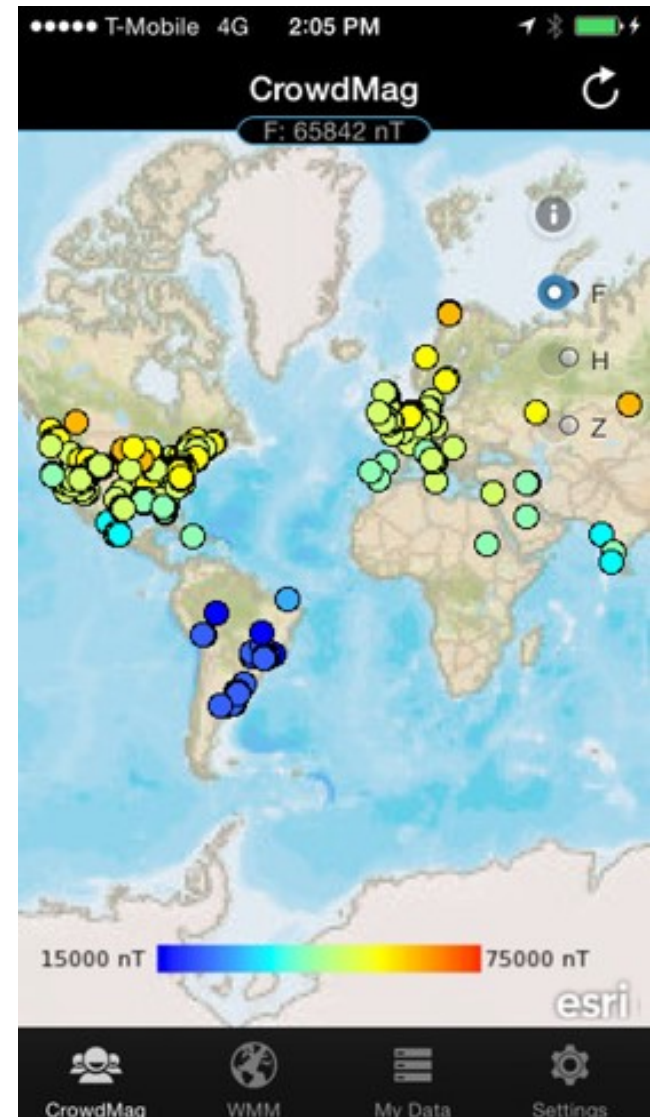 T-Mobile 4G 2:05 PM
CrowdMag
F: 65842 nT
F
H
Z
15000 nT 75000 nT
esri
CrowdMag WMM My Data Settings